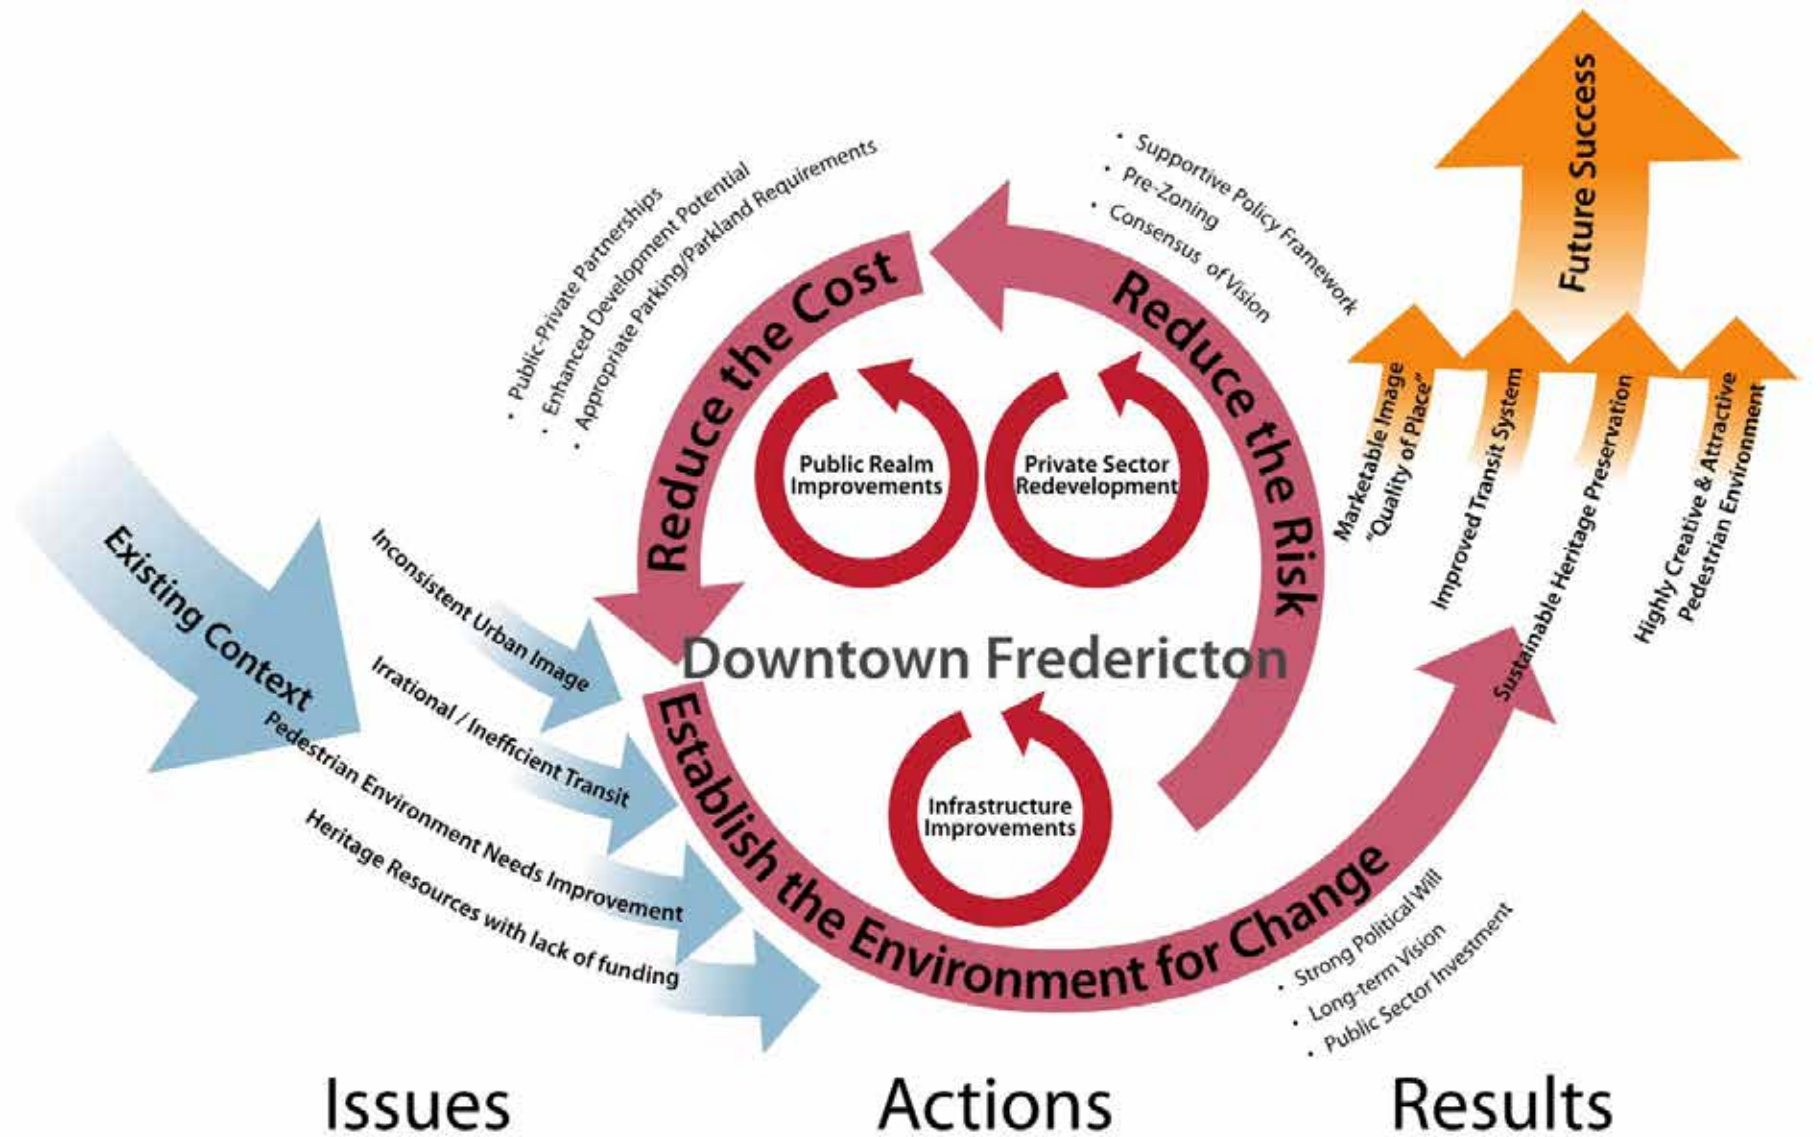 Existing Context
Inconsistent Urban Image
Irrational / Inefficient Transit
Pedestrian Environment Needs Improvement
Heritage Resources with lack of funding
• Public-Private Partnerships
• Enhanced Development Potential
• Appropriate Parking/Parkland Requirements
Reduce the Cost
• Supportive Policy Framework
• Pre-Zoning
• Consensus of Vision
Reduce the Risk
Public Realm
Improvements
Private Sector
Redevelopment
Downtown Fredericton
Infrastructure
Improvements
Establish the Environment for Change
• Strong Political Will
• Long-term Vision
• Public Sector Investment
Future Success
Marketable Image
“Quality of Place”
Improved Transit System
Sustainable Heritage Preservation
Highly Creative & Attractive
Pedestrian Environment
Issues
Actions
Results